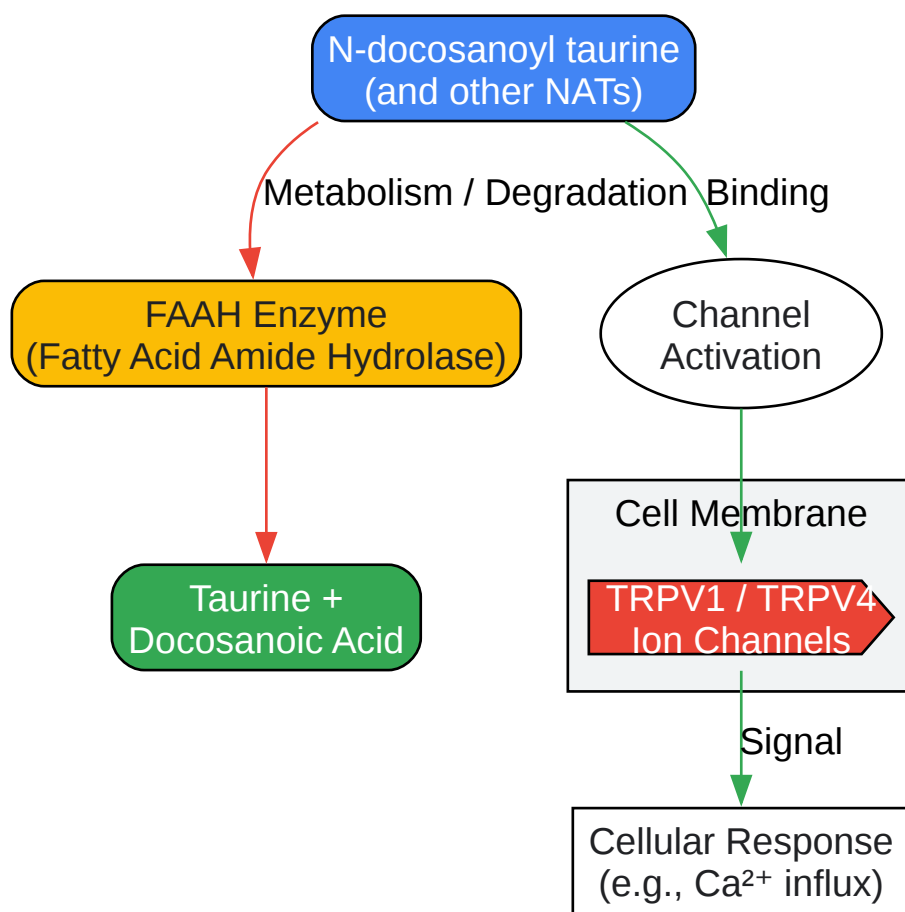 N-docosanoyl taurine
(and other NATs)
Metabolism / Degradation
Binding
FAAH Enzyme
(Fatty Acid Amide Hydrolase)
Channel
Activation
Cell Membrane
Taurine +
Docosanoic Acid
TRPV1 / TRPV4
Ion Channels
Signal
Cellular Response
(e.g., Ca²⁺ influx)